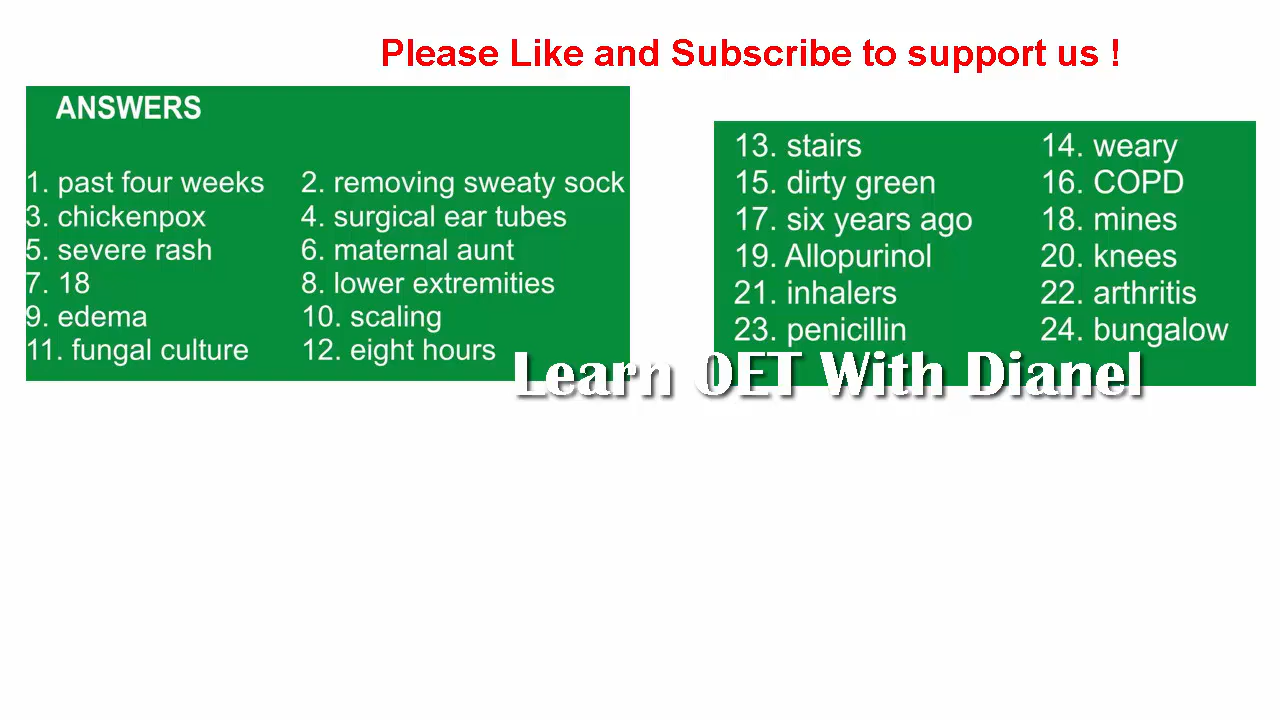 Please Like and Subscribe to support us !
ANSWERS
1. past four weeks 2. removing sweaty sock
3. chickenpox 4. surgical ear tubes
5. severe rash 6. maternal aunt
7. 18 8. lower extremities
9. edema 10. scaling
11. fungal culture 12. eight hours
13. stairs 14. weary
15. dirty green 16. COPD
17. six years ago 18. mines
19. Allopurinol 20. knees
21. inhalers 22. arthritis
23. penicillin 24. bungalow
Learn OET With Dianel